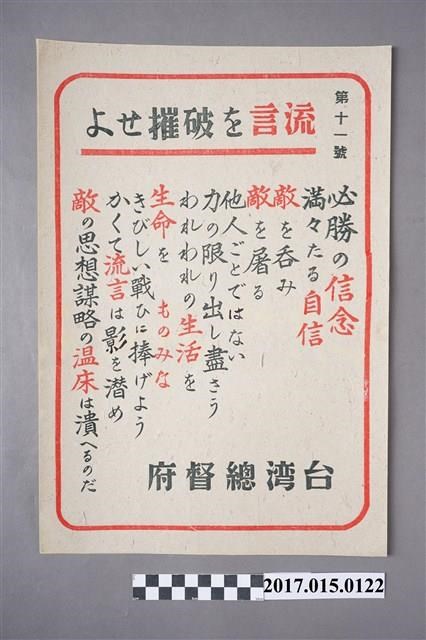 第十一號
流言を破摧せよ
必勝の信念
満々たる自信
敵を呑み
敵を屠る
他人ごとではない
力の限り出し盡さう
われわれの生活を
生命を ものみな
きびしい戰ひに捧げよう
かくて流言は影を潜め
敵の思想謀略の温床は潰へるのだ
台湾總督府
2017.015.0122